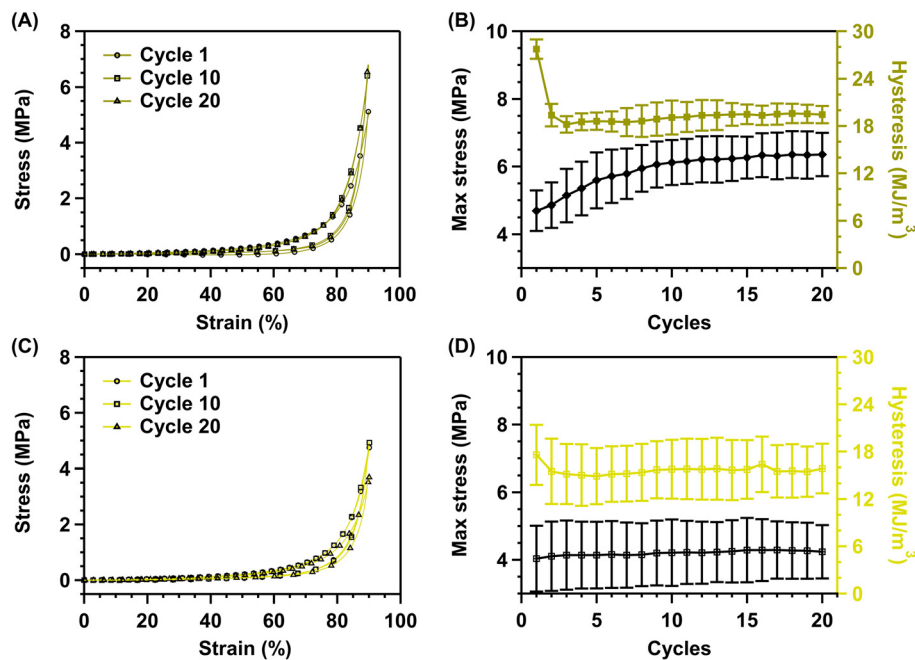 (A)
8
6
4
2
0
Stress (MPa)
Cycle 1
Cycle 10
Cycle 20
0 20 40 60 80 100
Strain (%)
(B)
10
8
6
4
Max stress (MPa)
30
24
18
12
6
0
Hysteresis (MJ/m³)
0 5 10 15 20
Cycles
(C)
8
6
4
2
0
Stress (MPa)
Cycle 1
Cycle 10
Cycle 20
0 20 40 60 80 100
Strain (%)
(D)
10
8
6
4
Max stress (MPa)
30
24
18
12
6
0
Hysteresis (MJ/m³)
0 5 10 15 20
Cycles